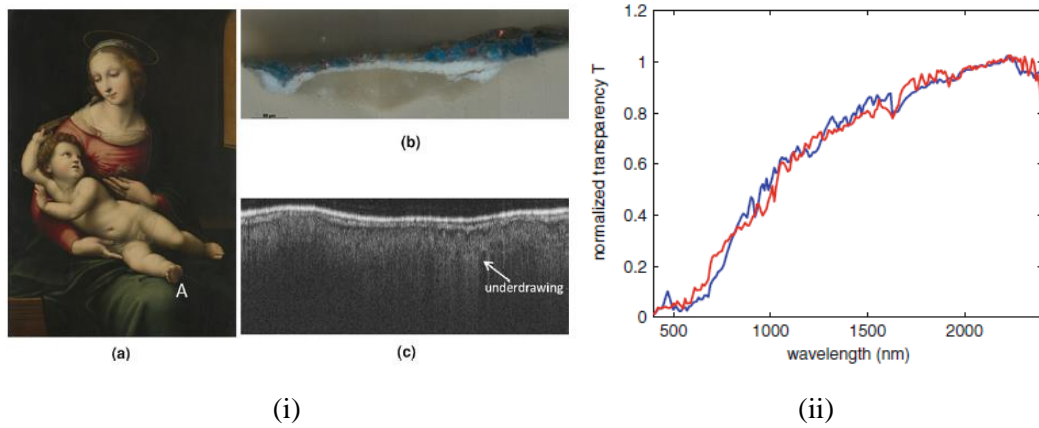 A
(a)
(b)
underdrawing
(c)
(i)
1.2
1
0.8
0.6
0.4
0.2
0
500 1000 1500 2000
normalized transparency T
wavelength (nm)
(ii)